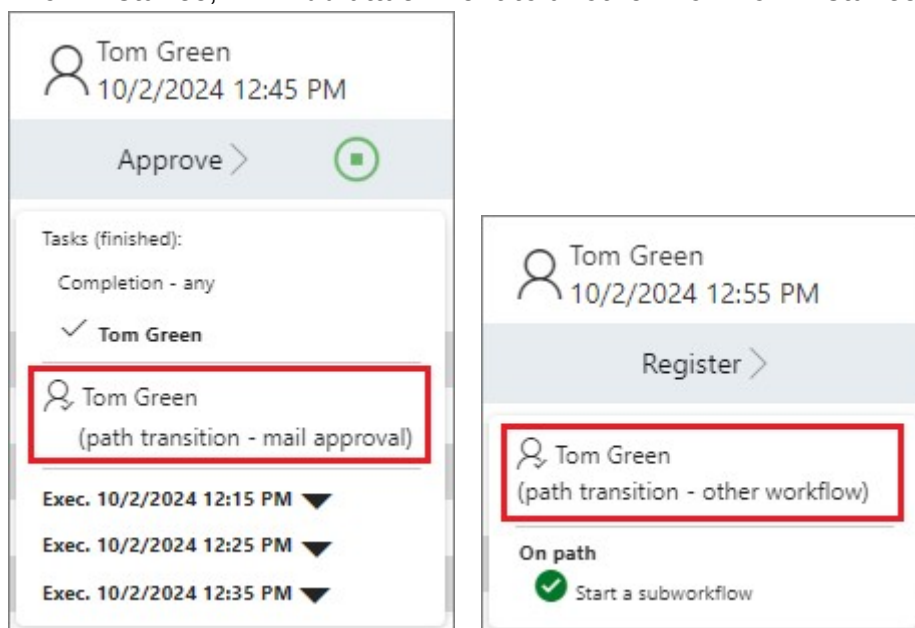 Tom Green
10/2/2024 12:45 PM
Approve
Tasks (finished):
Completion - any
Tom Green
Tom Green
(path transition - mail approval)
Exec. 10/2/2024 12:15 PM
Exec. 10/2/2024 12:25 PM
Exec. 10/2/2024 12:35 PM
Tom Green
10/2/2024 12:55 PM
Register
Tom Green
(path transition - other workflow)
On path
Start a subworkflow